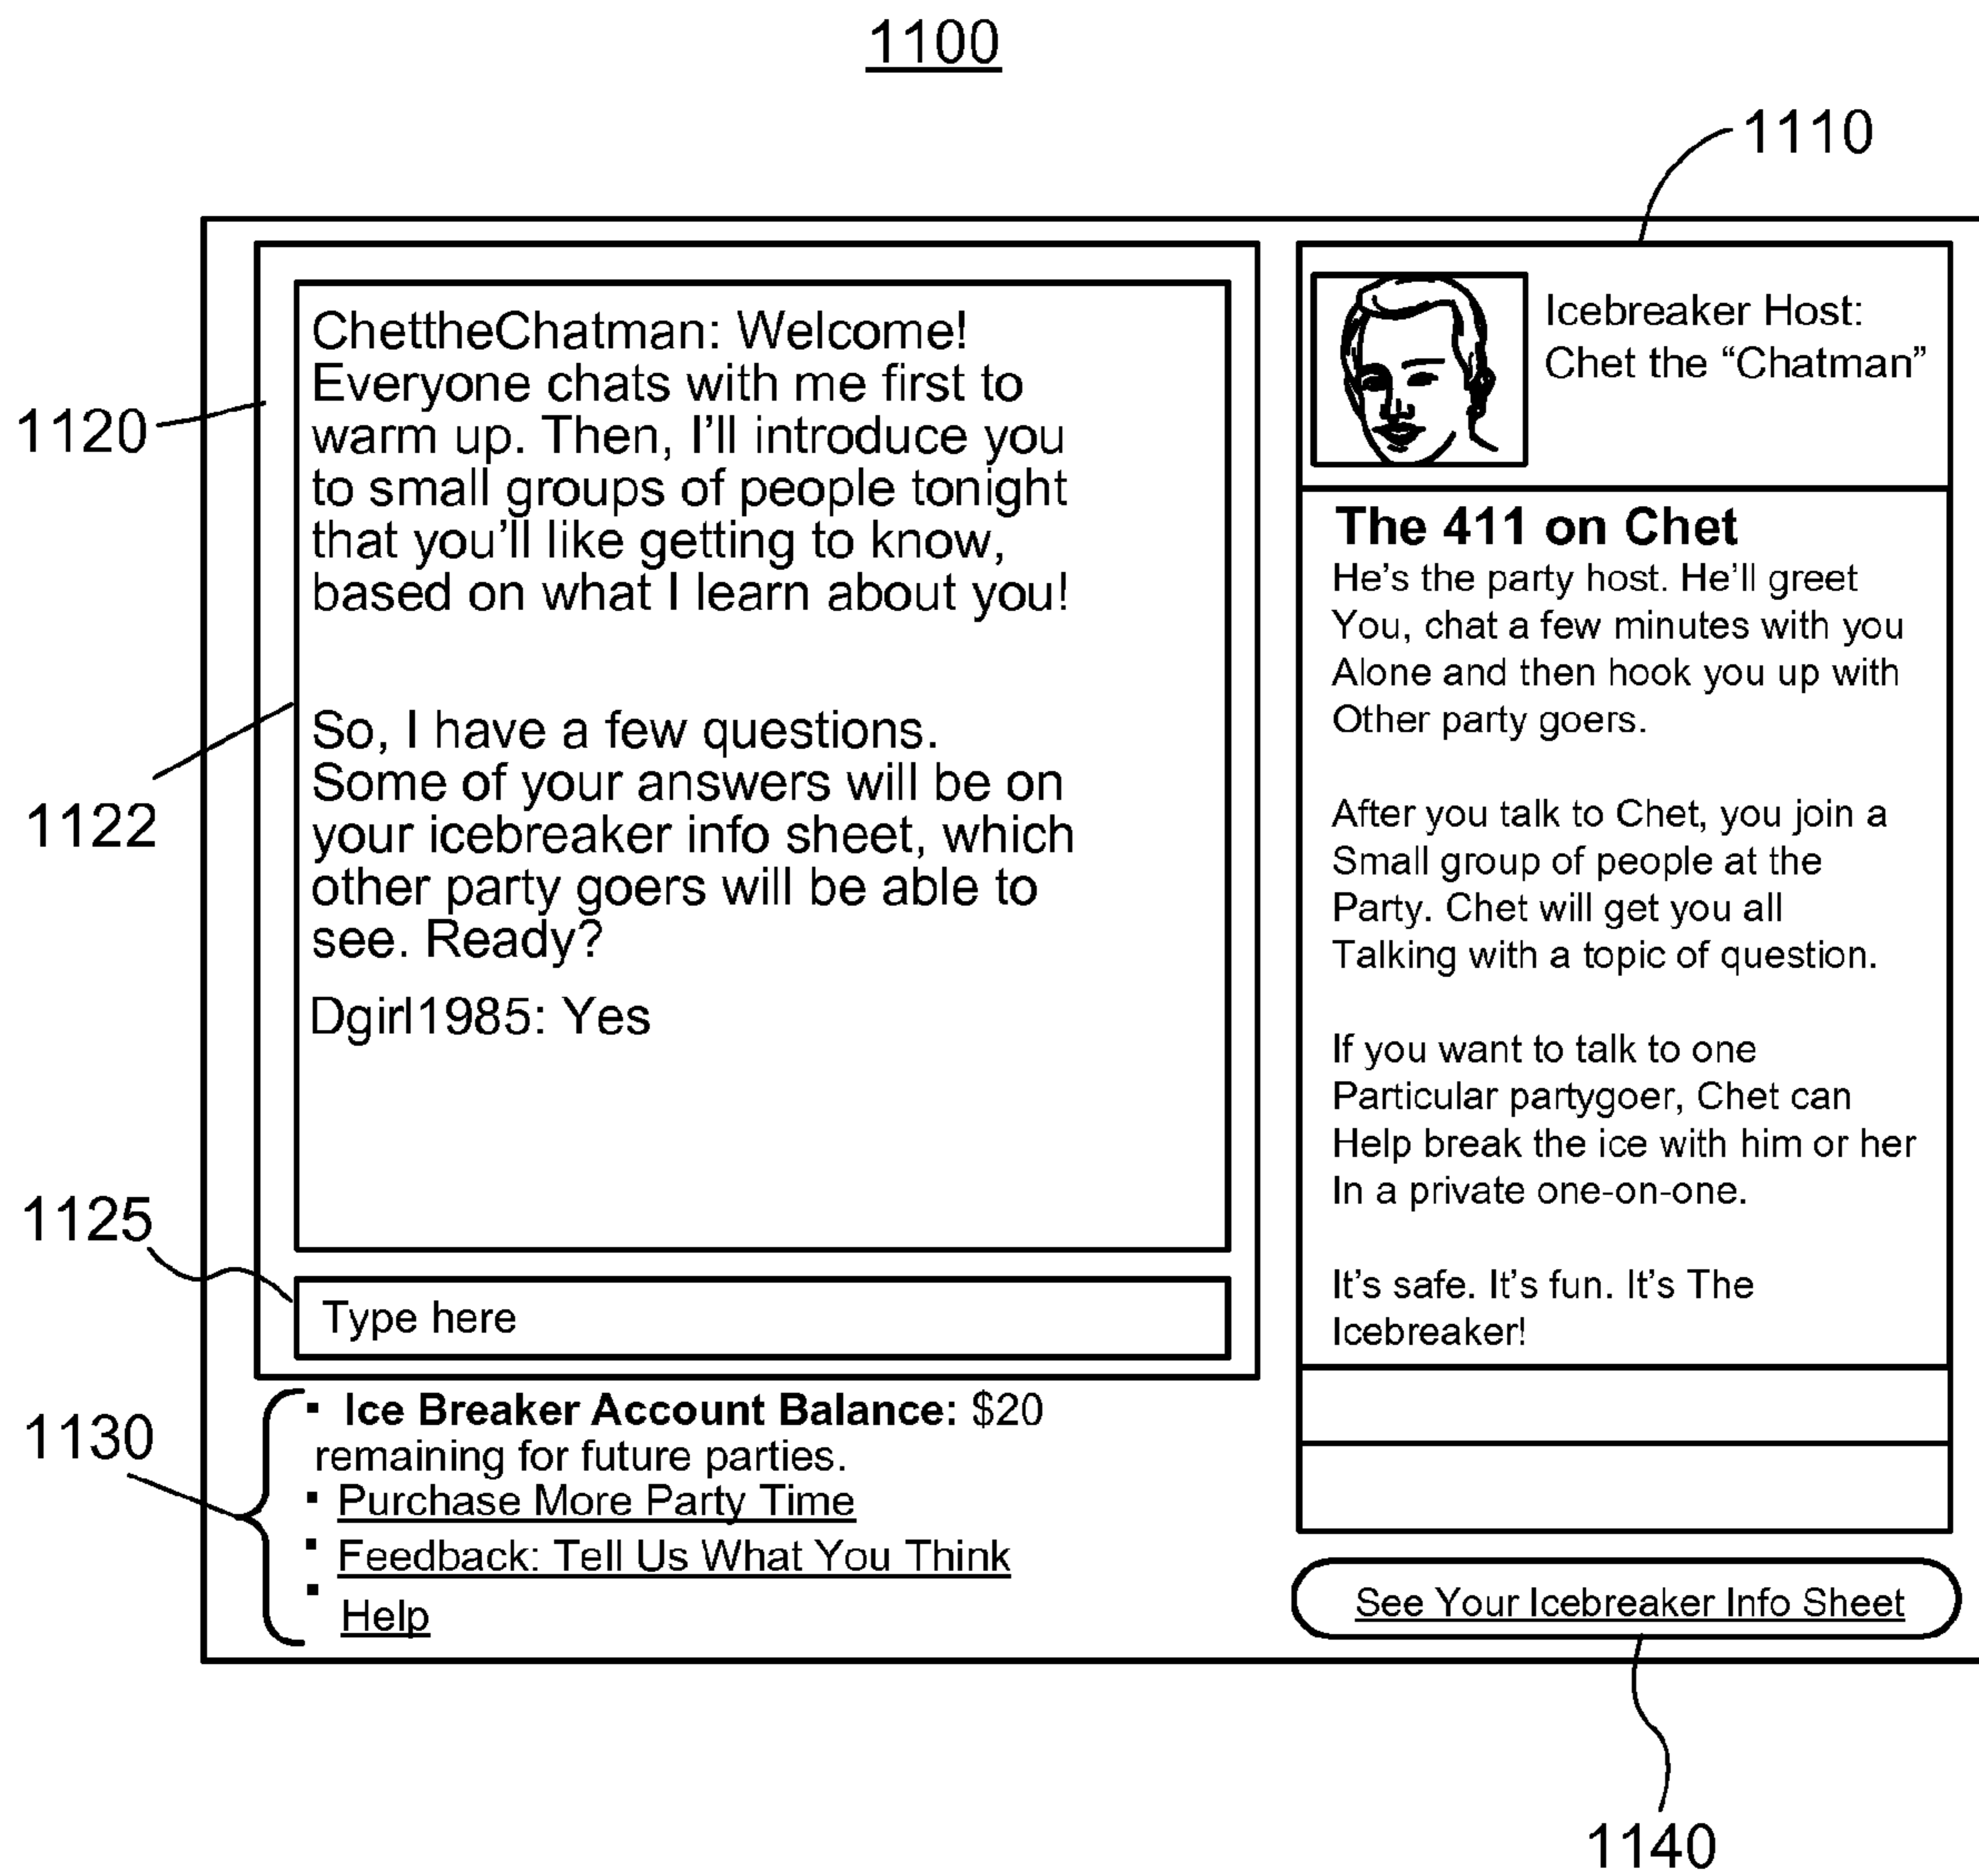 1100
1110
1120
1122
1125
1130
1140
ChettheChatman: Welcome!
Everyone chats with me first to
warm up. Then, I’ll introduce you
to small groups of people tonight
that you’ll like getting to know,
based on what I learn about you!
So, I have a few questions.
Some of your answers will be on
your icebreaker info sheet, which
other party goers will be able to
see. Ready?
Dgirl1985: Yes
Type here
▪ Ice Breaker Account Balance: $20
remaining for future parties.
▪ Purchase More Party Time
▪ Feedback: Tell Us What You Think
▪ Help
Icebreaker Host:
Chet the “Chatman”
The 411 on Chet
He’s the party host. He’ll greet
You, chat a few minutes with you
Alone and then hook you up with
Other party goers.
After you talk to Chet, you join a
Small group of people at the
Party. Chet will get you all
Talking with a topic of question.
If you want to talk to one
Particular partygoer, Chet can
Help break the ice with him or her
In a private one-on-one.
It’s safe. It’s fun. It’s The
Icebreaker!
See Your Icebreaker Info Sheet